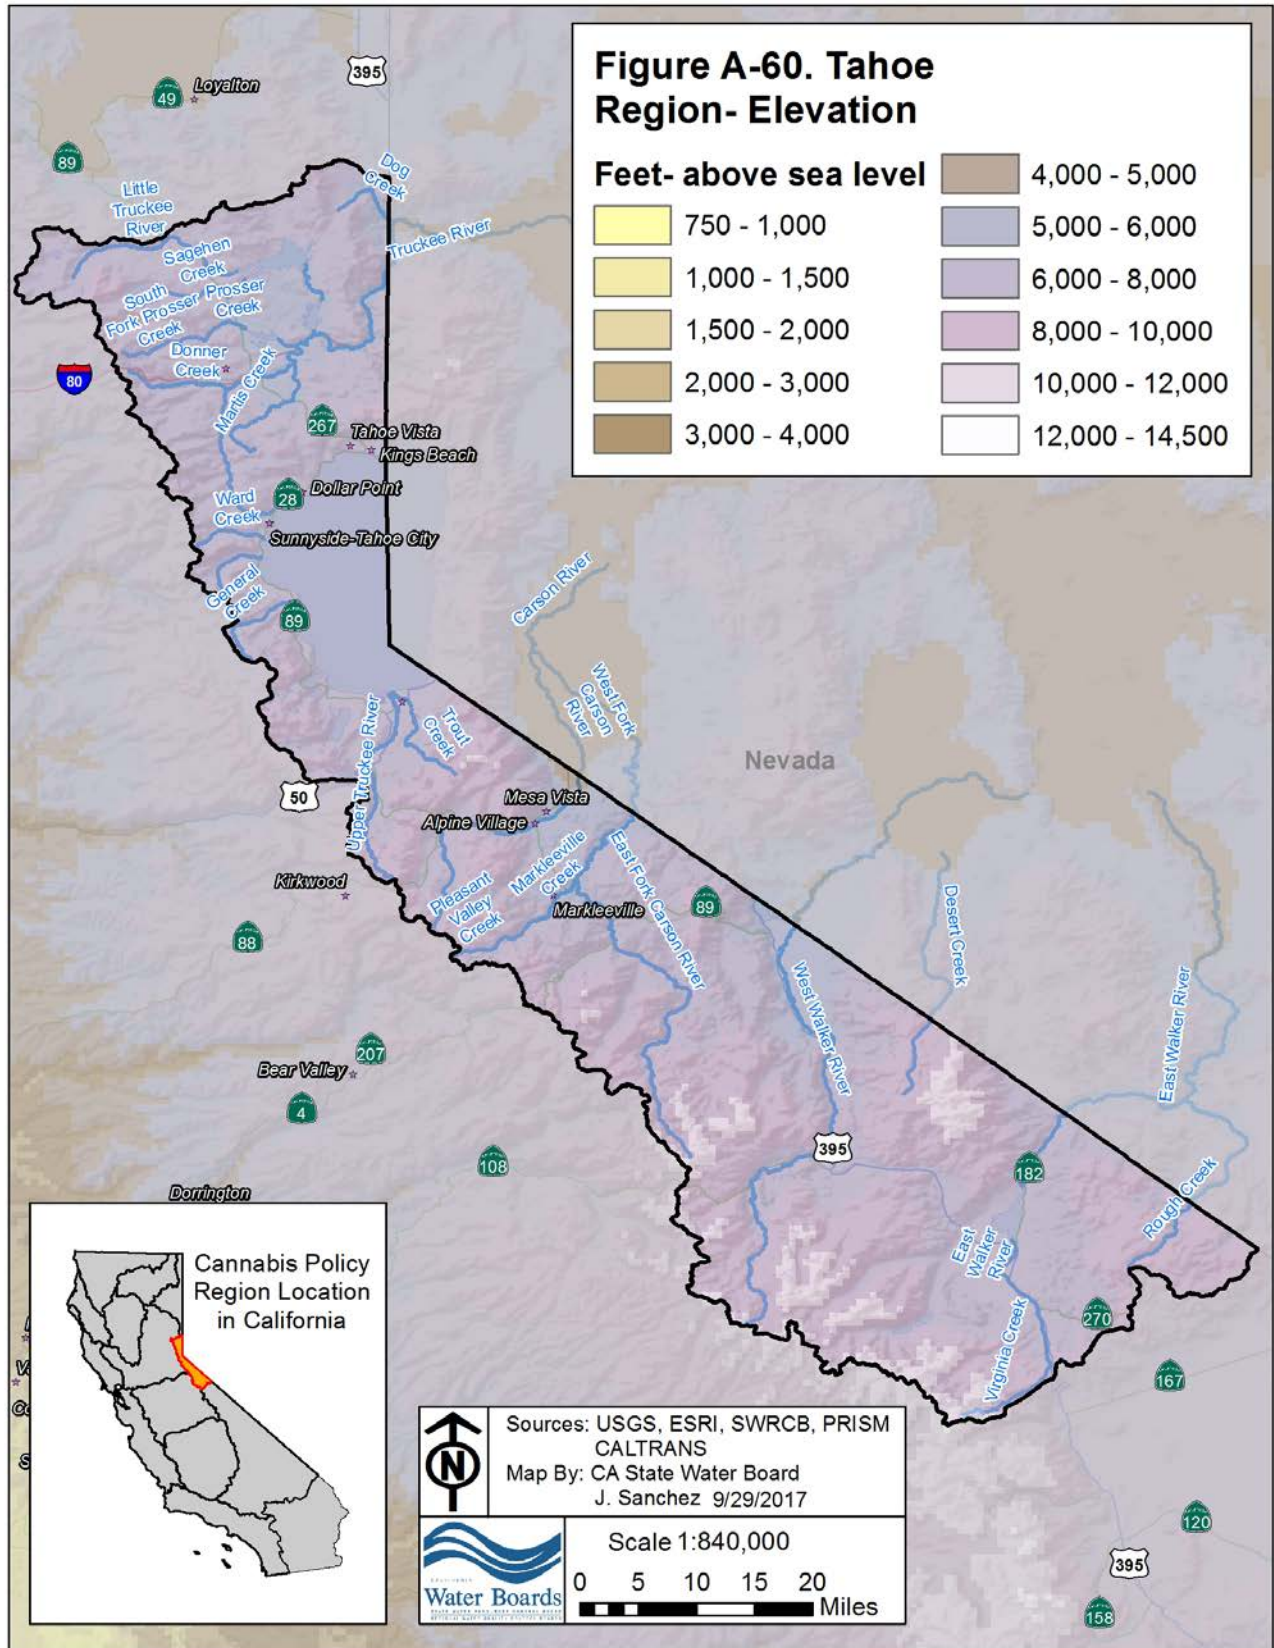 Figure A-60. Tahoe
Region- Elevation
Feet- above sea level
750 - 1,000
1,000 - 1,500
1,500 - 2,000
2,000 - 3,000
3,000 - 4,000
4,000 - 5,000
5,000 - 6,000
6,000 - 8,000
8,000 - 10,000
10,000 - 12,000
12,000 - 14,500
395
49
Loyalton
89
Dog
Creek
Little
Truckee
River
Truckee River
Sagehen
Creek
South
Fork Prosser
Creek
Prosser
Creek
Donner
Creek
80
Martis Creek
267
Tahoe Vista
Kings Beach
Ward
Creek
28
Dollar Point
Sunnyside-Tahoe City
General
Creek
89
Carson River
West Fork
Carson
River
Upper Truckee River
Trout
Creek
Nevada
50
Mesa Vista
Alpine Village
Markleeville
Creek
East Fork Carson River
Kirkwood
Pleasant
Valley
Creek
Markleeville
89
88
Desert Creek
West Walker River
East Walker River
207
Bear Valley
4
108
395
182
Dorrington
Rough Creek
East
Walker
River
270
Virginia Creek
167
120
395
158
Cannabis Policy
Region Location
in California
N
Sources: USGS, ESRI, SWRCB, PRISM
CALTRANS
Map By: CA State Water Board
J. Sanchez 9/29/2017
Water Boards
Scale 1:840,000
0 5 10 15 20
Miles